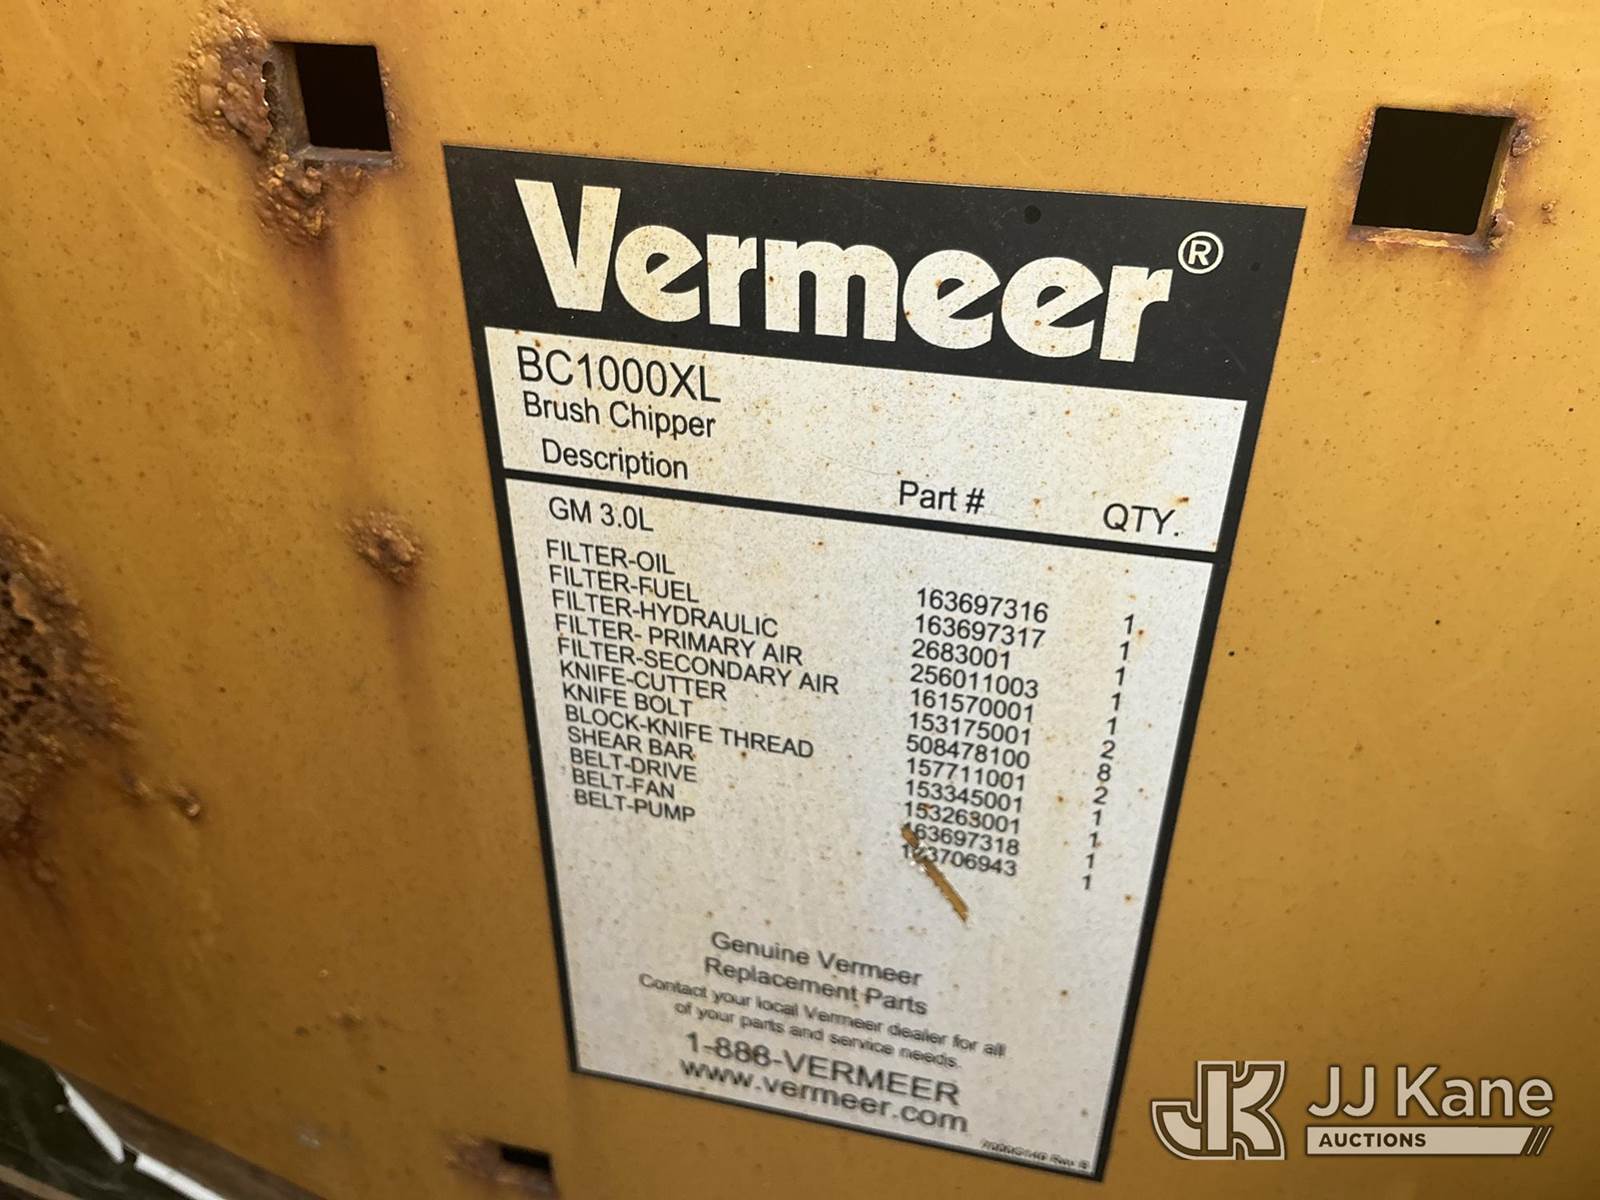 Vermeer®
BC1000XL
Brush Chipper
Description Part # QTY.
GM 3.0L
FILTER-OIL 163697316 1
FILTER-FUEL 163697317 1
FILTER-HYDRAULIC 2683001 1
FILTER- PRIMARY AIR 256011003 1
FILTER-SECONDARY AIR 161570001 1
KNIFE-CUTTER 153175001 2
KNIFE BOLT 508478100 8
BLOCK-KNIFE THREAD 157711001 2
SHEAR BAR 153345001 1
BELT-DRIVE 153263001 1
BELT-FAN 163697318 1
BELT-PUMP 1
Genuine Vermeer
Replacement Parts
Contact your local Vermeer dealer for all
of your parts and service needs.
1-888-VERMEER
www.vermeer.com
JK JJ Kane
AUCTIONS